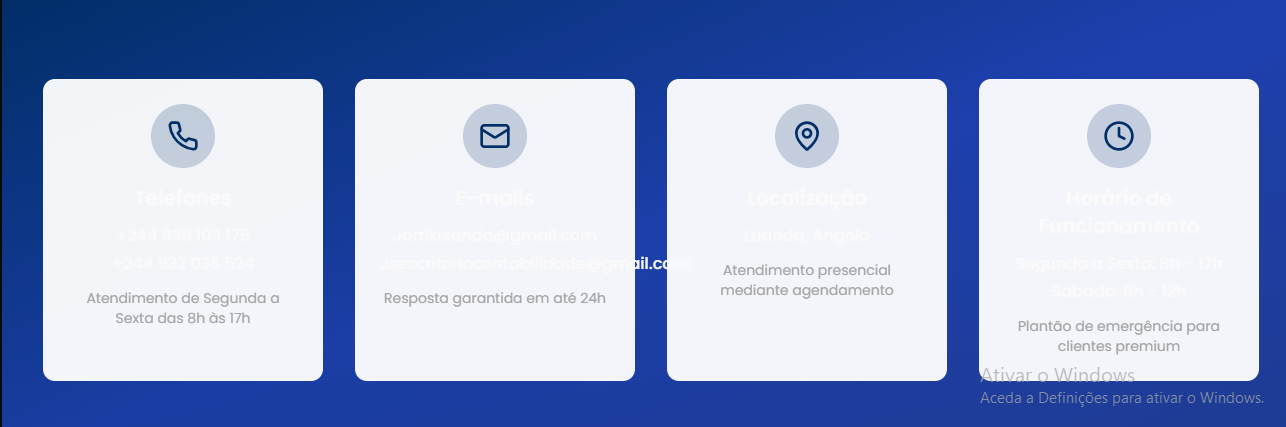 Telefones
+244 939 103 175
+244 932 036 524
Atendimento de Segunda a
Sexta das 8h às 17h
E-mails
Jortikisanda@gmail.com
Jsescritoriocontabilidade@gmail.com
Resposta garantida em até 24h
Localização
Luanda, Angola
Atendimento presencial
mediante agendamento
Horário de
Funcionamento
Segunda a Sexta: 8h - 17h
Sábado: 8h - 12h
Plantão de emergência para
clientes premium
Ativar o Windows
Aceda a Definições para ativar o Windows.